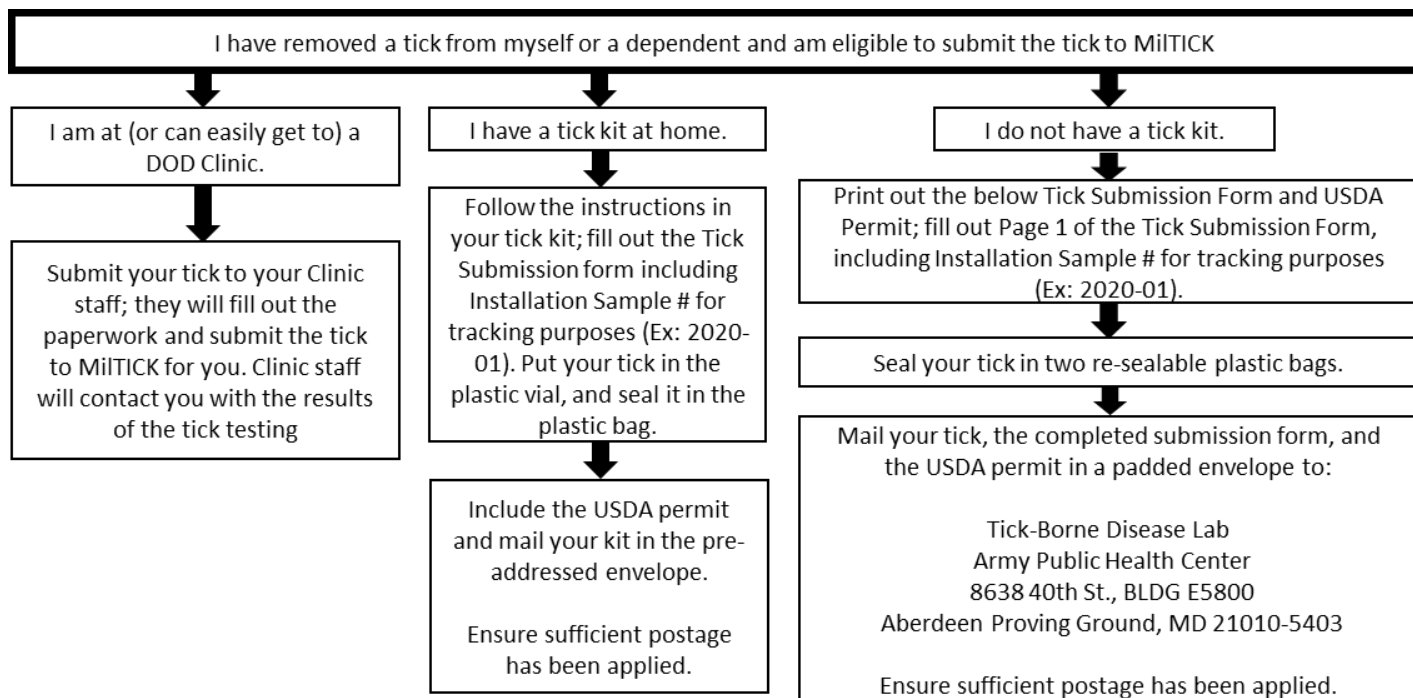 I have removed a tick from myself or a dependent and am eligible to submit the tick to MilTICK
I am at (or can easily get to) a
DOD Clinic.
Submit your tick to your Clinic
staff; they will fill out the
paperwork and submit the tick
to MilTICK for you. Clinic staff
will contact you with the results
of the tick testing
I have a tick kit at home.
Follow the instructions in
your tick kit; fill out the Tick
Submission form including
Installation Sample # for
tracking purposes (Ex: 2020-
01). Put your tick in the
plastic vial, and seal it in the
plastic bag.
Include the USDA permit
and mail your kit in the pre-
addressed envelope.
Ensure sufficient postage
has been applied.
I do not have a tick kit.
Print out the below Tick Submission Form and USDA
Permit; fill out Page 1 of the Tick Submission Form,
including Installation Sample # for tracking purposes
(Ex: 2020-01).
Seal your tick in two re-sealable plastic bags.
Mail your tick, the completed submission form, and
the USDA permit in a padded envelope to:
Tick-Borne Disease Lab
Army Public Health Center
8638 40th St., BLDG E5800
Aberdeen Proving Ground, MD 21010-5403
Ensure sufficient postage has been applied.